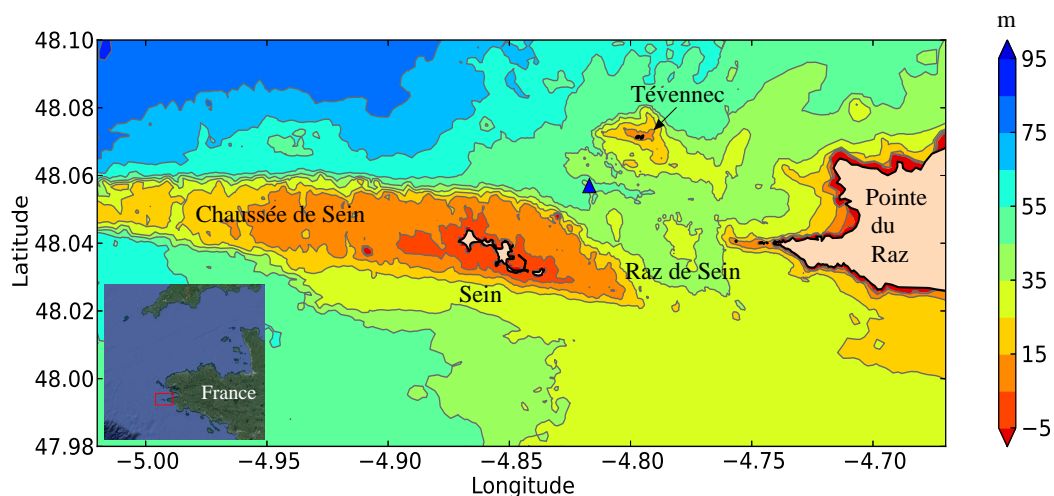 m
48.10
48.08
48.06
48.04
48.02
48.00
47.98
Latitude
−5.00
−4.95
−4.90
−4.85
−4.80
−4.75
−4.70
Longitude
Tévennec
Chaussée de Sein
Sein
Raz de Sein
Pointe
du
Raz
France
95
75
55
35
15
−5